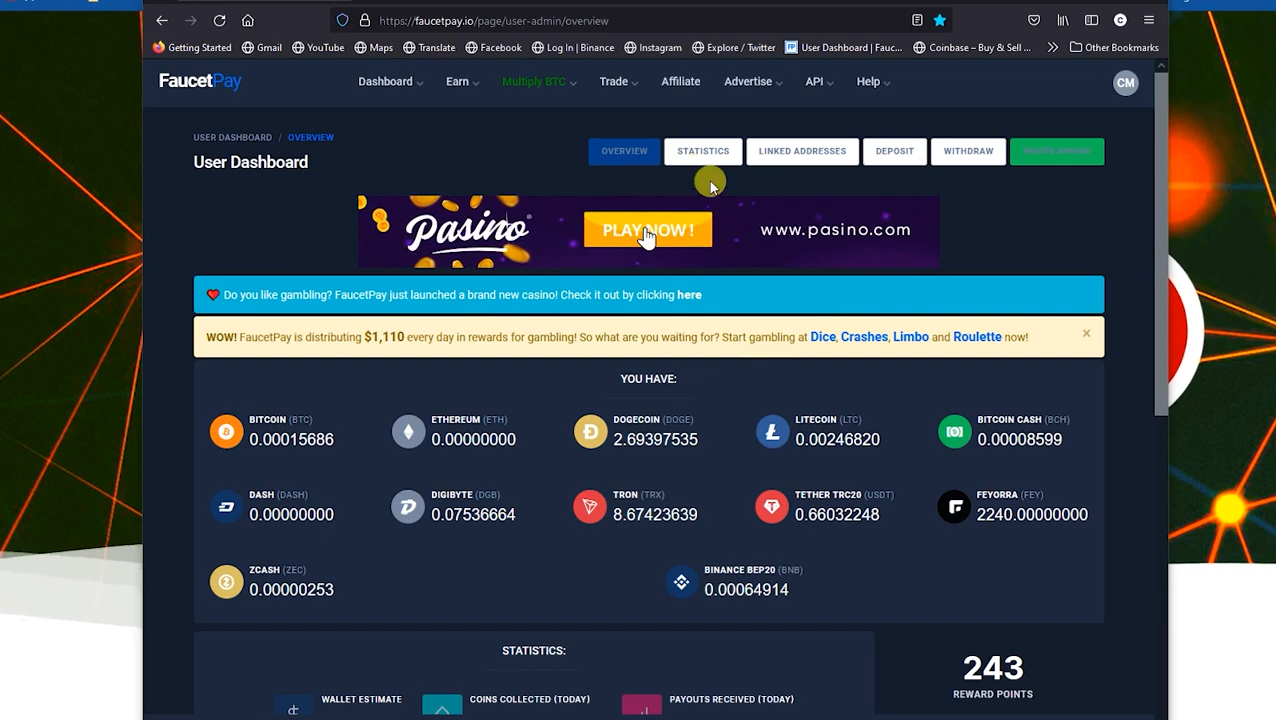 https://faucetpay.io/page/user-admin/overview
Getting Started Gmail YouTube Maps Translate Facebook Log In | Binance Instagram Explore / Twitter User Dashboard | Fauc... Coinbase – Buy & Sell ... Other Bookmarks
FaucetPay Dashboard Earn Multiply BTC Trade Affiliate Advertise API Help CM
USER DASHBOARD / OVERVIEW
User Dashboard
OVERVIEW STATISTICS LINKED ADDRESSES DEPOSIT WITHDRAW
Pasino PLAY NOW ! www.pasino.com
Do you like gambling? FaucetPay just launched a brand new casino! Check it out by clicking here
WOW! FaucetPay is distributing $1,110 every day in rewards for gambling! So what are you waiting for? Start gambling at Dice, Crashes, Limbo and Roulette now! ×
YOU HAVE:
BITCOIN (BTC) ETHEREUM (ETH) DOGECOIN (DOGE) LITECOIN (LTC) BITCOIN CASH (BCH)
0.00015686 0.00000000 2.69397535 0.00246820 0.00008599
DASH (DASH) DIGIBYTE (DGB) TRON (TRX) TETHER TRC20 (USDT) FEYORRA (FEY)
0.00000000 0.07536664 8.67423639 0.66032248 2240.00000000
ZCASH (ZEC) BINANCE BEP20 (BNB)
0.00000253 0.00064914
STATISTICS:
243
REWARD POINTS
WALLET ESTIMATE COINS COLLECTED (TODAY) PAYOUTS RECEIVED (TODAY)